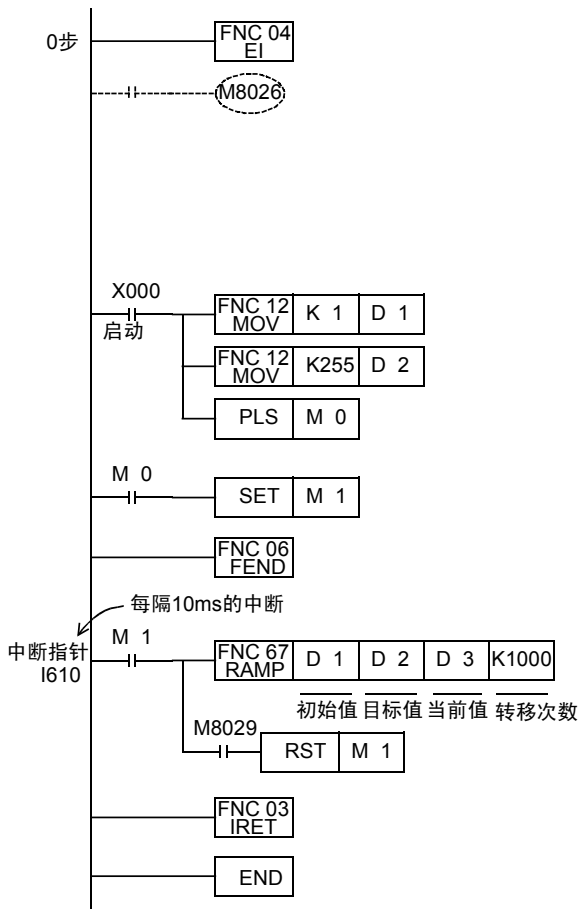 0步
FNC 04
EI
M8026
X000
启动
FNC 12
MOV
K 1
D 1
FNC 12
MOV
K255
D 2
PLS
M 0
M 0
SET
M 1
FNC 06
FEND
每隔10ms的中断
中断指针
I610
M 1
FNC 67
RAMP
D 1
D 2
D 3
K1000
初始值 目标值 当前值 转移次数
M8029
RST
M 1
FNC 03
IRET
END